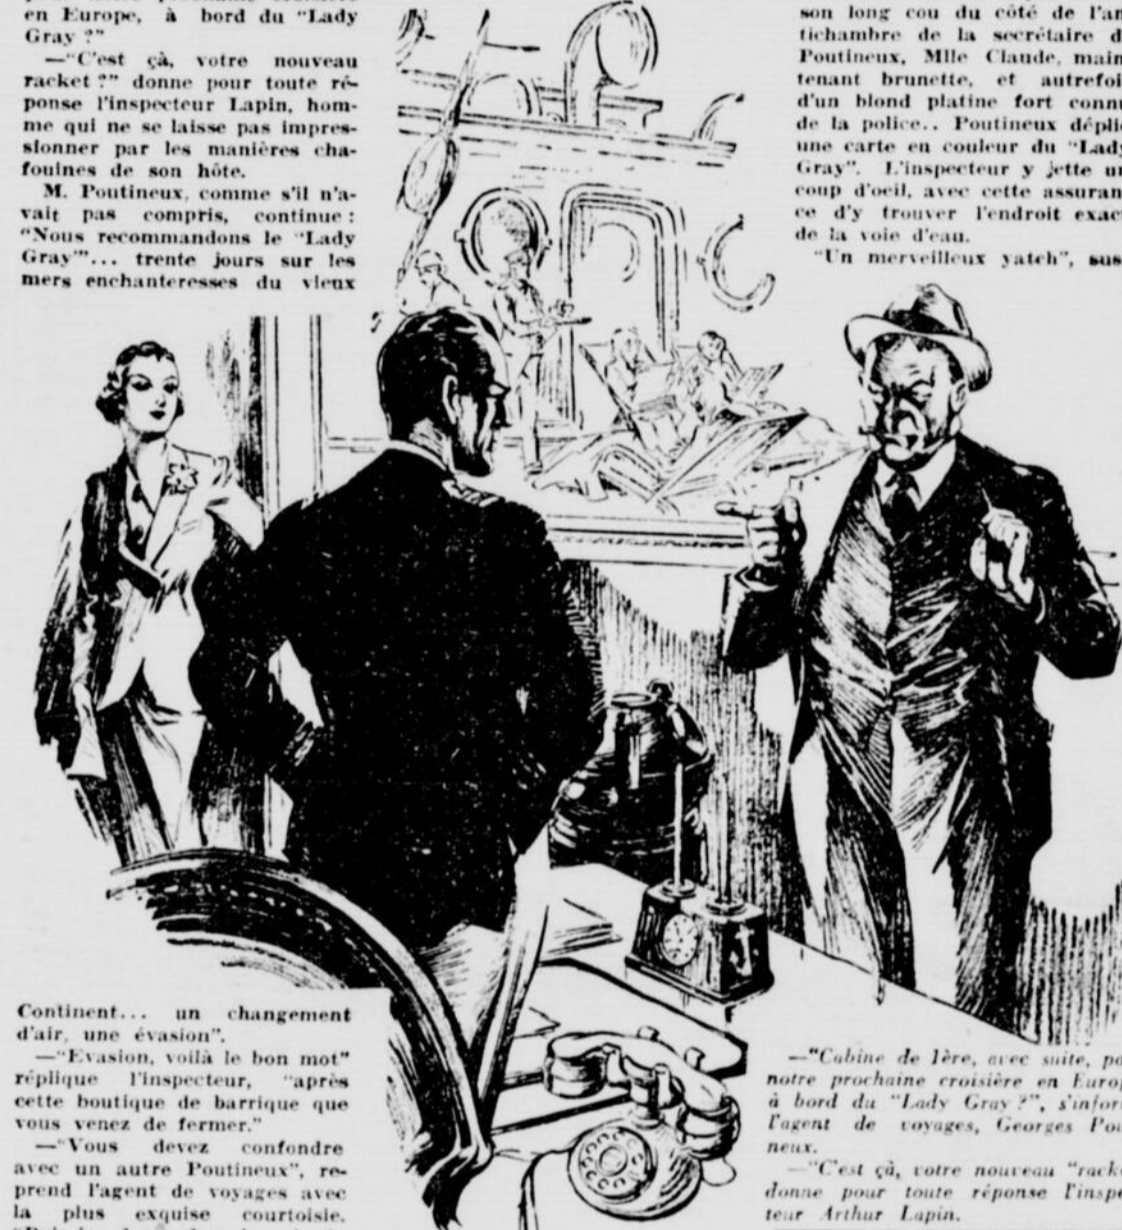 en Europe, à bord du "Lady
Gray ?"
—"C'est çà, votre nouveau
racket ?" donne pour toute ré-
ponse l'inspecteur Lapin, hom-
me qui ne se laisse pas impres-
sionner par les manières cha-
fouines de son hôte.
M. Poutineux, comme s'il n'a-
vait pas compris, continue :
"Nous recommandons le "Lady
Gray"... trente jours sur les
mers enchanteresses du vieux
Continent... un changement
d'air, une évasion".
—"Evasion, voilà le bon mot"
réplique l'inspecteur, "après
cette boutique de barrique que
vous venez de fermer."
—"Vous devez confondre
avec un autre Poutineux", re-
prend l'agent de voyages avec
la plus exquise courtoisie.
son long cou du côté de l'an
tichambre de la secrétaire d
Poutineux, Mlle Claude, main
tenant brunette, et autrefoi
d'un blond platine fort connu
de la police.. Poutineux déplie
une carte en couleur du "Lady
Gray". L'inspecteur y jette un
coup d'oeil, avec cette assuran
ce d'y trouver l'endroit exact
de la voie d'eau.
"Un merveilleux yatch", sus
—"Cabine de 1ère, avec suite, po
notre prochaine croisière en Europ
à bord du "Lady Gray ?", s'infor
l'agent de voyages, Georges Pou
neux.
—"C'est çà, votre nouveau "rack
donne pour toute réponse l'inspe
teur Arthur Lapin.